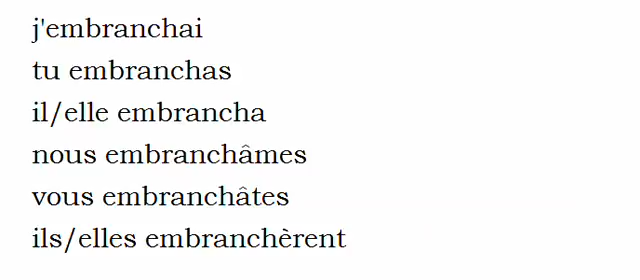 j'embranchai
tu embranchas
il/elle embrancha
nous embranchâmes
vous embranchâtes
ils/elles embranchèrent